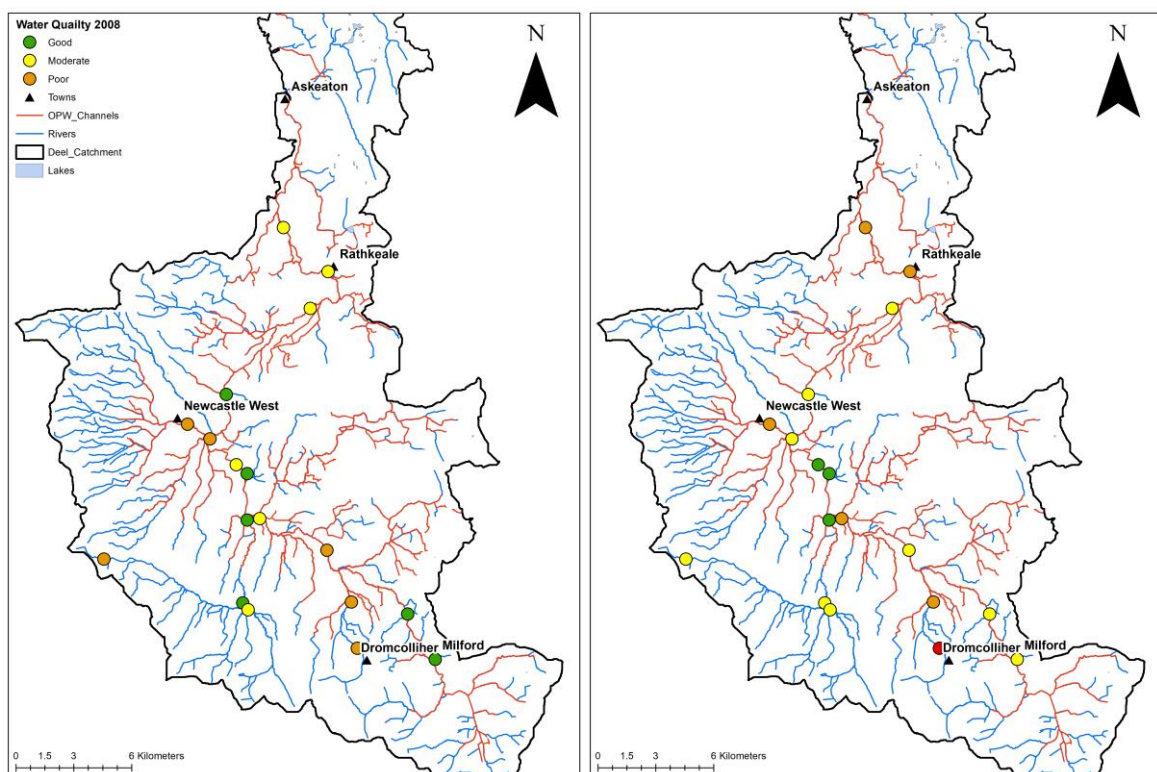 Water Quailty 2008
Good
Moderate
Poor
Towns
OPW_Channels
Rivers
Deel_Catchment
Lakes
N
Askeaton
Rathkeale
Newcastle West
Dromcolliher
Milford
0 1.5 3 6 Kilometers
N
Askeaton
Rathkeale
Newcastle West
Dromcolliher
Milford
0 1.5 3 6 Kilometers